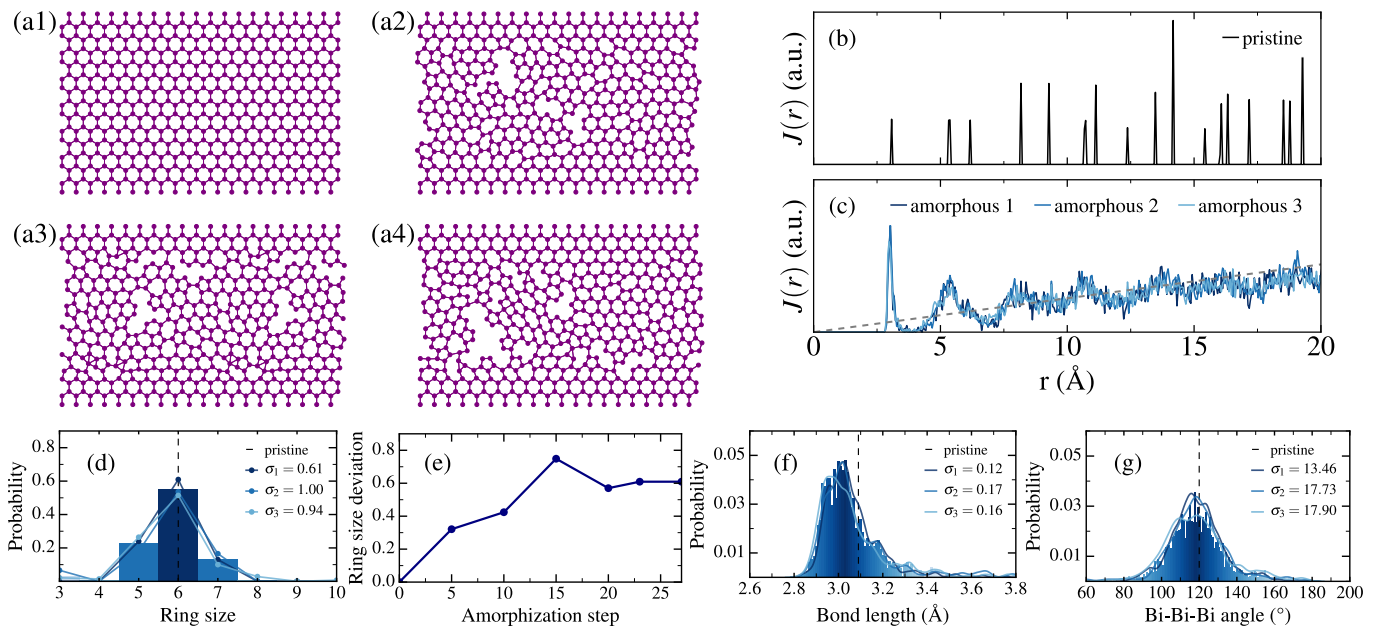 (a1)
(a2)
(a3)
(a4)
(b)
pristine
J(r) (a.u.)
(c)
amorphous 1
amorphous 2
amorphous 3
J(r) (a.u.)
0 5 10 15 20
r (Å)
(d)
pristine
σ₁ = 0.61
σ₂ = 1.00
σ₃ = 0.94
Probability
0.8
0.6
0.4
0.2
3 4 5 6 7 8 9 10
Ring size
(e)
Ring size deviation
0.8
0.6
0.4
0.2
0.0
0 5 10 15 20 25
Amorphization step
(f)
pristine
σ₁ = 0.12
σ₂ = 0.17
σ₃ = 0.16
Probability
0.05
0.03
0.01
2.6 2.8 3.0 3.2 3.4 3.6 3.8
Bond length (Å)
(g)
pristine
σ₁ = 13.46
σ₂ = 17.73
σ₃ = 17.90
Probability
0.05
0.03
0.01
60 80 100 120 140 160 180 200
Bi-Bi-Bi angle (°)